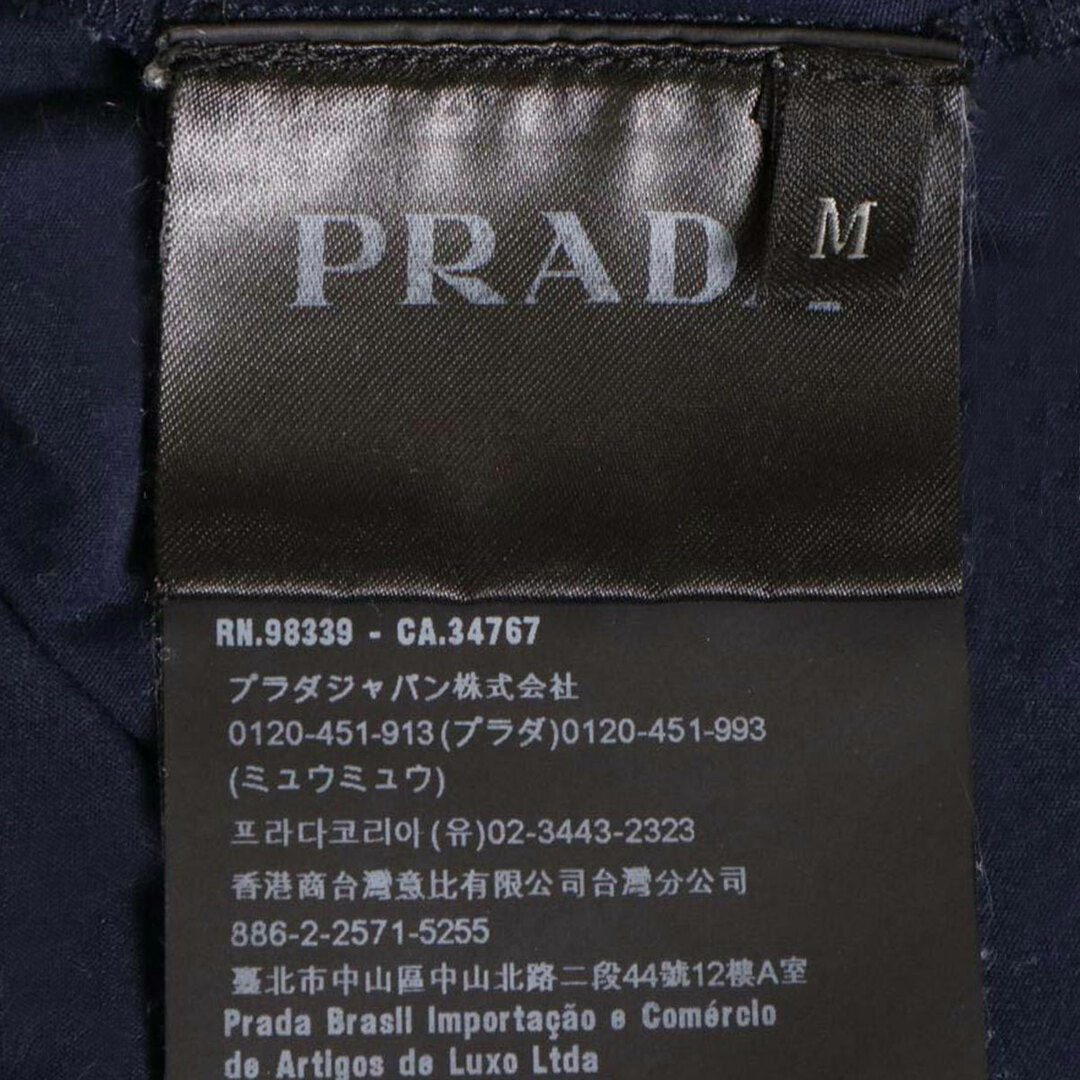 PRADA
M
RN.98339 - CA.34767
プラダジャパン株式会社
0120-451-913(プラダ)0120-451-993
(ミュウミュウ)
프라다코리아(유)02-3443-2323
香港商台灣意比有限公司台灣分公司
886-2-2571-5255
臺北市中山區中山北路二段44號12樓A室
Prada Brasil Importação e Comércio
de Artigos de Luxo Ltda